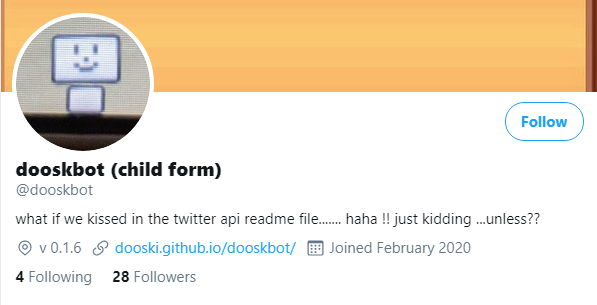 Follow
dooskbot (child form)
@dooskbot
what if we kissed in the twitter api readme file....... haha !! just kidding ...unless??
v 0.1.6 dooski.github.io/dooskbot/ Joined February 2020
4 Following 28 Followers